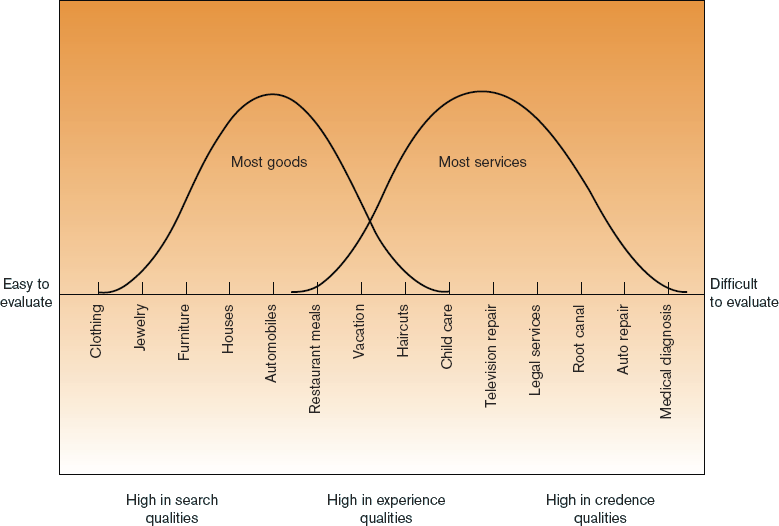 Most goods
Most services
Easy to
evaluate
Difficult
to evaluate
Clothing
Jewelry
Furniture
Houses
Automobiles
Restaurant meals
Vacation
Haircuts
Child care
Television repair
Legal services
Root canal
Auto repair
Medical diagnosis
High in search
qualities
High in experience
qualities
High in credence
qualities